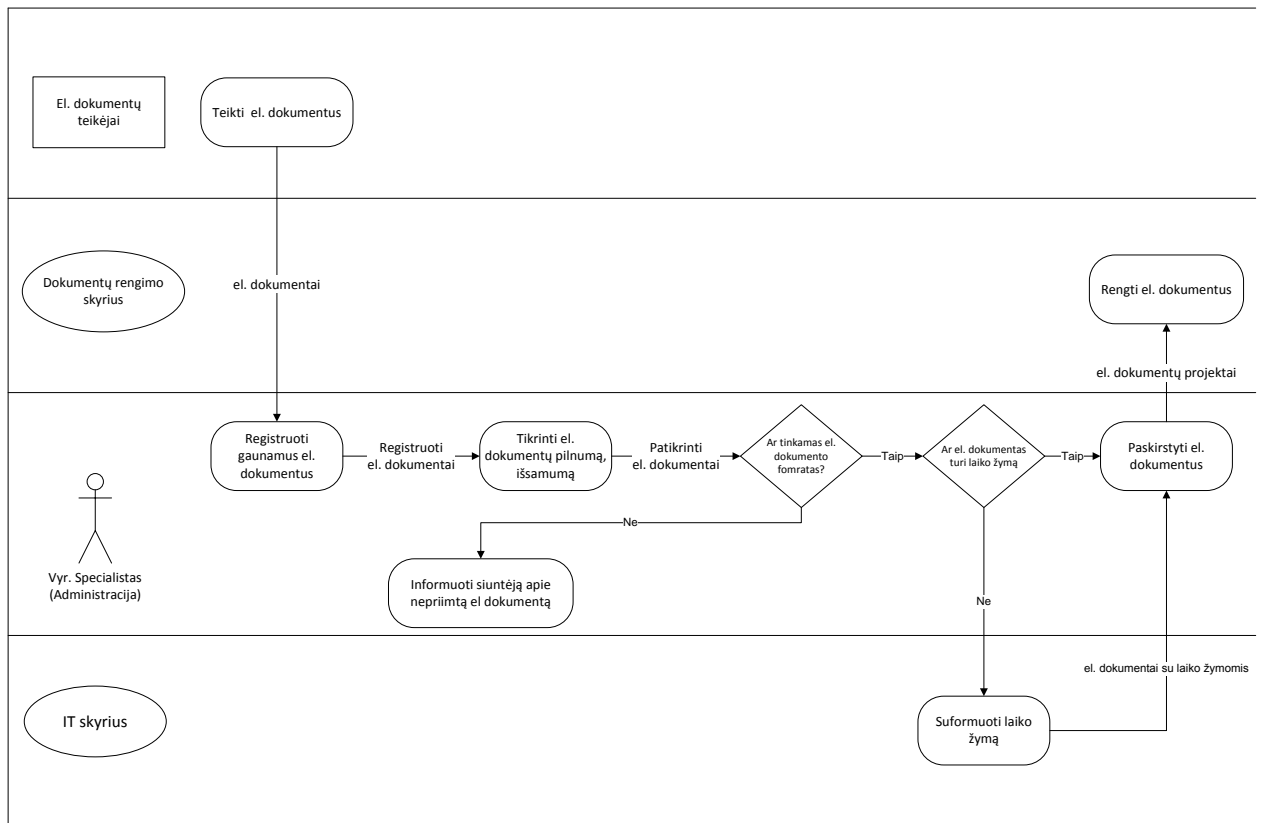 El. dokumentų
teikėjai
Teikti el. dokumentus
Dokumentų rengimo
skyrius
el. dokumentai
Rengti el. dokumentus
el. dokumentų projektai
Vyr. Specialistas
(Administracija)
Registruoti
gaunamus el.
dokumentus
Registruoti
el. dokumentai
Tikrinti el.
dokumentų pilnumą,
išsamumą
Patikrinti
el. dokumentai
Ar tinkamas el.
dokumento
fomratas?
Taip
Ar el. dokumentas
turi laiko žymą
Taip
Paskirstyti el.
dokumentus
Ne
Informuoti siuntėją apie
nepriimtą el dokumentą
Ne
IT skyrius
Suformuoti laiko
žymą
el. dokumentai su laiko žymomis